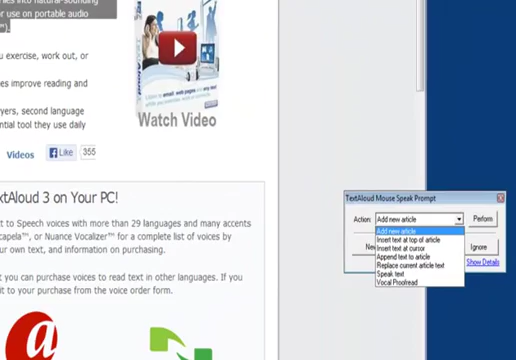 into natural-sounding
or use on portable audio
u exercise, work out, or
es improve reading and
yers, second language
ntial tool they use daily
Watch Video
Videos
Like
355
xtAloud 3 on Your PC!
t to Speech voices with more than 29 languages and many accents
capela™, or Nuance Vocalizer™ for a complete list of voices by
ur own text, and information on purchasing.
t you can purchase voices to read text in other languages. If you
it to your purchase from the voice order form.
TextAloud Mouse Speak Prompt
Action:
Add new article
Perform
Add new article
Insert text at top of article
Insert text at cursor
Append text to article
Replace current article text
Speak text
Vocal Proofread
Ignore
Show Details